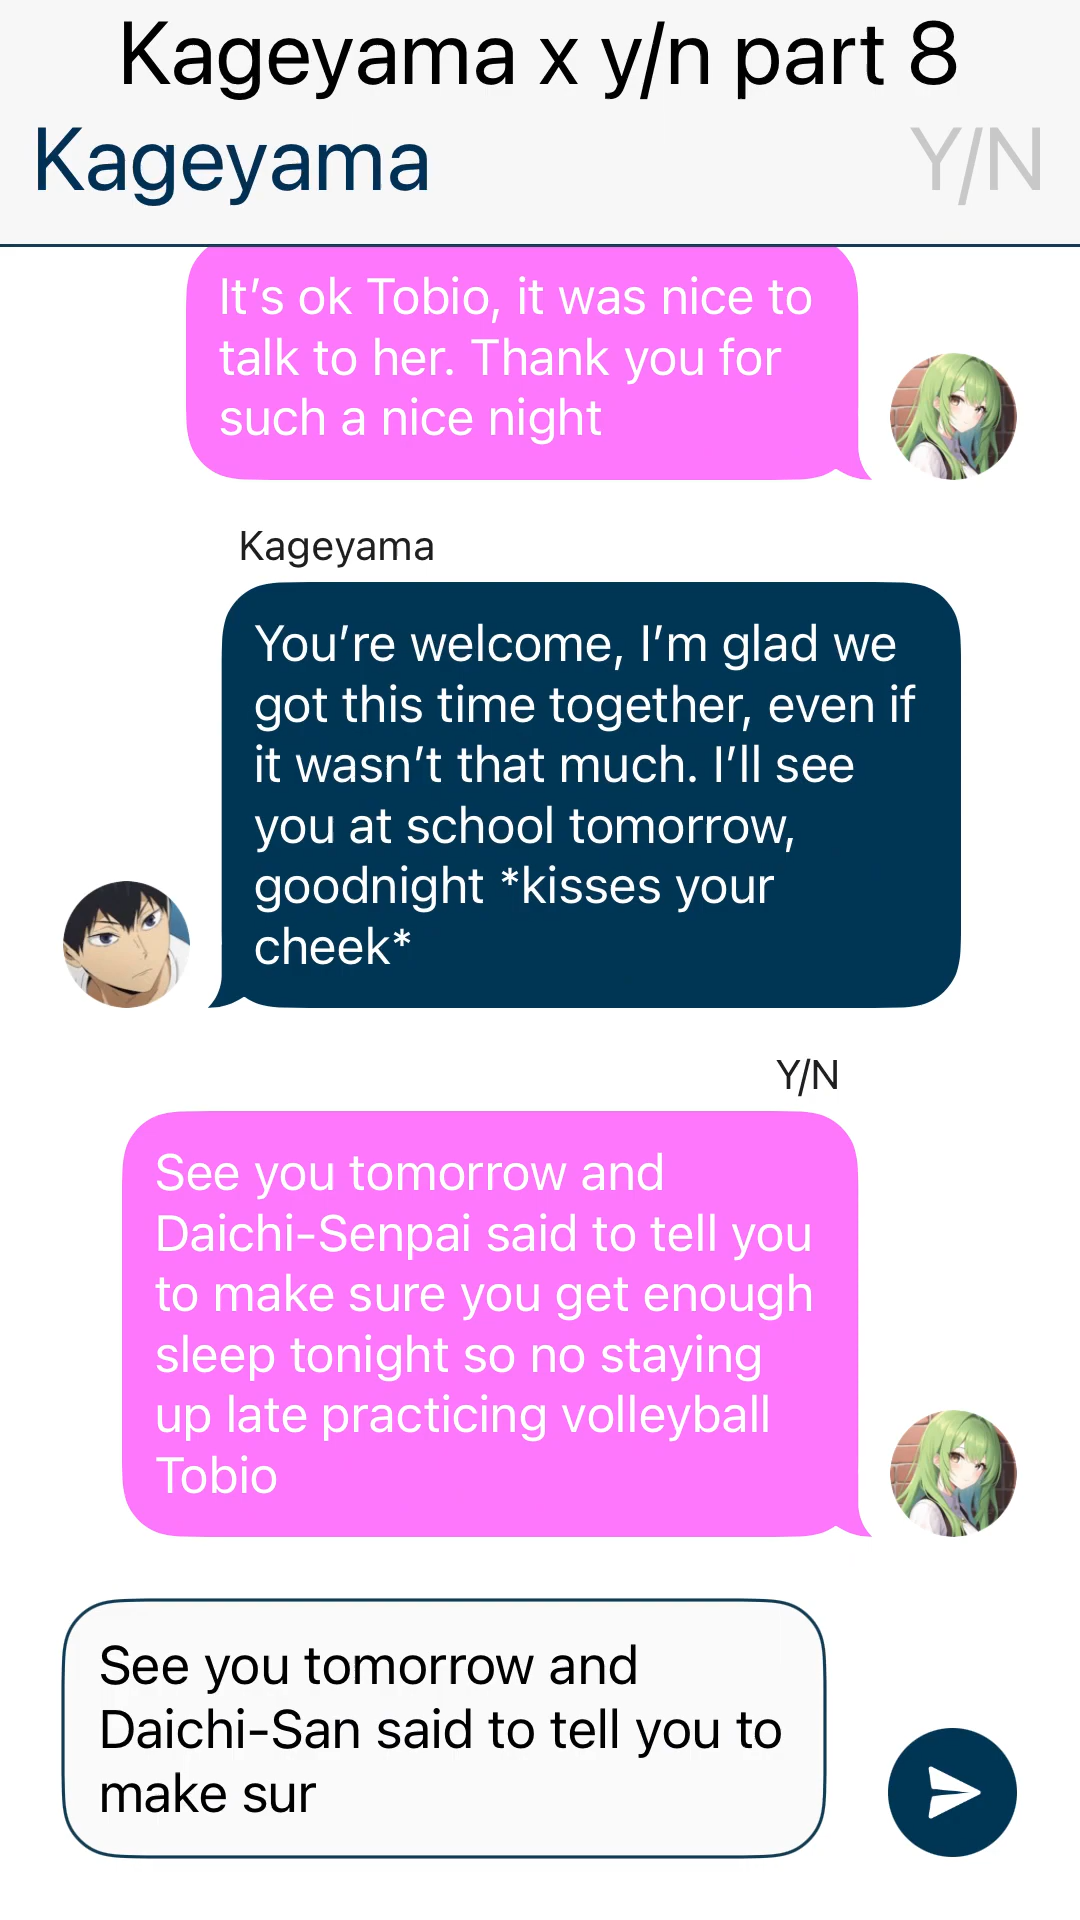 Kageyama x y/n part 8
Kageyama
Y/N
It’s ok Tobio, it was nice to
talk to her. Thank you for
such a nice night
Kageyama
You’re welcome, I’m glad we
got this time together, even if
it wasn’t that much. I’ll see
you at school tomorrow,
goodnight *kisses your
cheek*
Y/N
See you tomorrow and
Daichi-Senpai said to tell you
to make sure you get enough
sleep tonight so no staying
up late practicing volleyball
Tobio
See you tomorrow and
Daichi-San said to tell you to
make sur